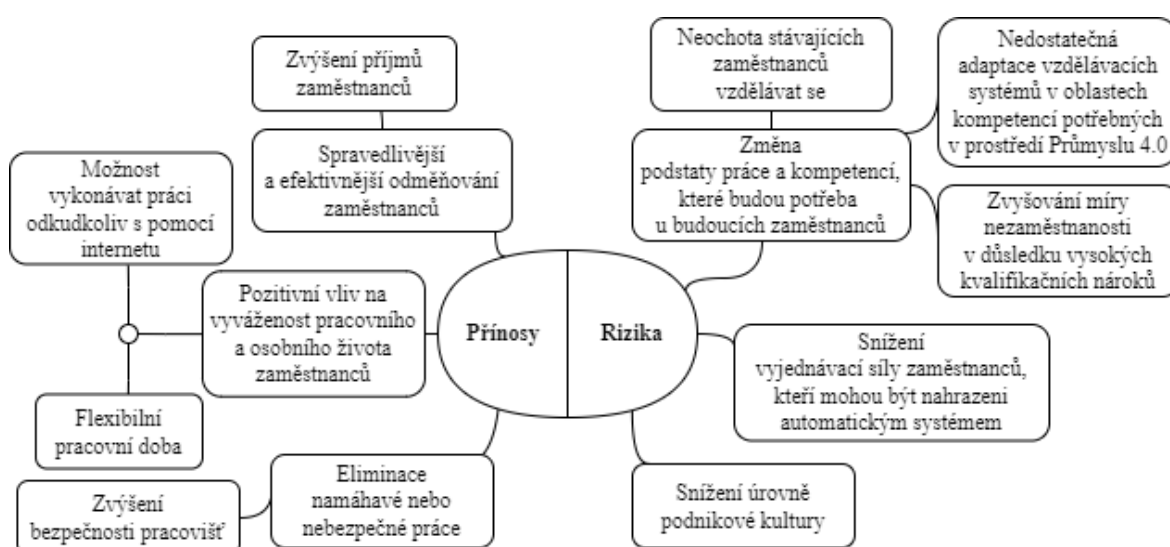 Zvýšení příjmů
zaměstnanců
Spravedlivější
a efektivnější odměňování
zaměstnanců
Možnost
vykonávat práci
odkudkoliv s pomocí
internetu
Pozitivní vliv na
vyváženost pracovního
a osobního života
zaměstnanců
Flexibilní
pracovní doba
Eliminace
namáhavé nebo
nebezpečné práce
Zvýšení
bezpečnosti pracovišť
Přínosy
Rizika
Neochota stávajících
zaměstnanců
vzdělávat se
Změna
podstaty práce a kompetencí,
které budou potřeba
u budoucích zaměstnanců
Nedostatečná
adaptace vzdělávacích
systémů v oblastech
kompetencí potřebných
v prostředí Průmyslu 4.0
Zvyšování míry
nezaměstnanosti
v důsledku vysokých
kvalifikačních nároků
Snížení
vyjednávací síly zaměstnanců,
kteří mohou být nahrazeni
automatickým systémem
Snížení úrovně
podnikové kultury